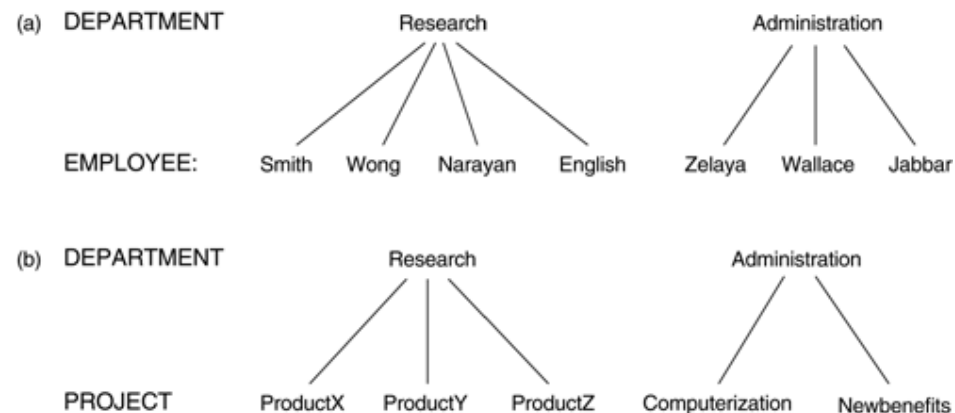 (a) DEPARTMENT Research Administration
EMPLOYEE: Smith Wong Narayan English Zelaya Wallace Jabbar
(b) DEPARTMENT Research Administration
PROJECT ProductX ProductY ProductZ Computerization Newbenefits